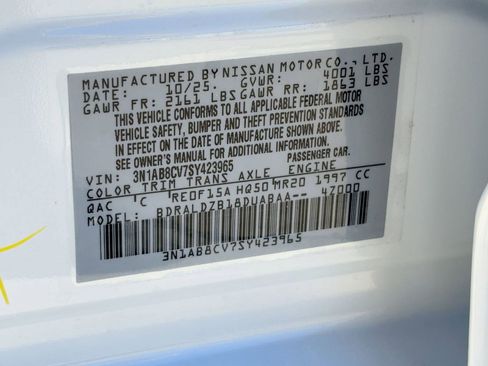 MANUFACTURED BY NISSAN MOTOR CO., LTD.
DATE: 10/25. GVWR: 4001 LBS
GAWR FR: 2161 LBS GAWR RR: 1863 LBS
THIS VEHICLE CONFORMS TO ALL APPLICABLE FEDERAL MOTOR
VEHICLE SAFETY, BUMPER AND THEFT PREVENTION STANDARDS
IN EFFECT ON THE DATE OF MANUFACTURE SHOWN ABOVE.
SEE OWNER'S MANUAL FOR ADDITIONAL INFORMATION
VIN: 3N1AB8CV7SY423965 PASSENGER CAR.
COLOR TRIM TRANS AXLE ENGINE
QAC C RE0F15A HQ50 MR20 1997 CC
MODEL: BDRALDZB18DUABAA-- 47000
3N1AB8CV7SY423965